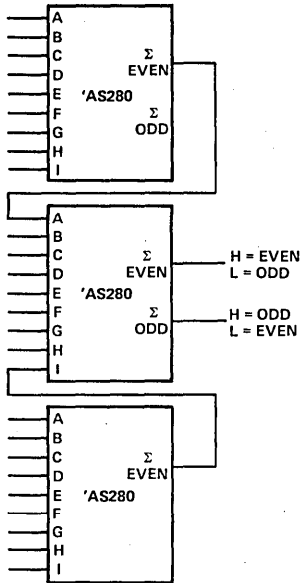 A
B
C
D
E
F
G
H
I
Σ
EVEN
'AS280
Σ
ODD
A
B
C
D
E
F
G
H
I
Σ
EVEN
'AS280
Σ
ODD
H = EVEN
L = ODD
H = ODD
L = EVEN
A
B
C
D
E
F
G
H
I
Σ
EVEN
'AS280